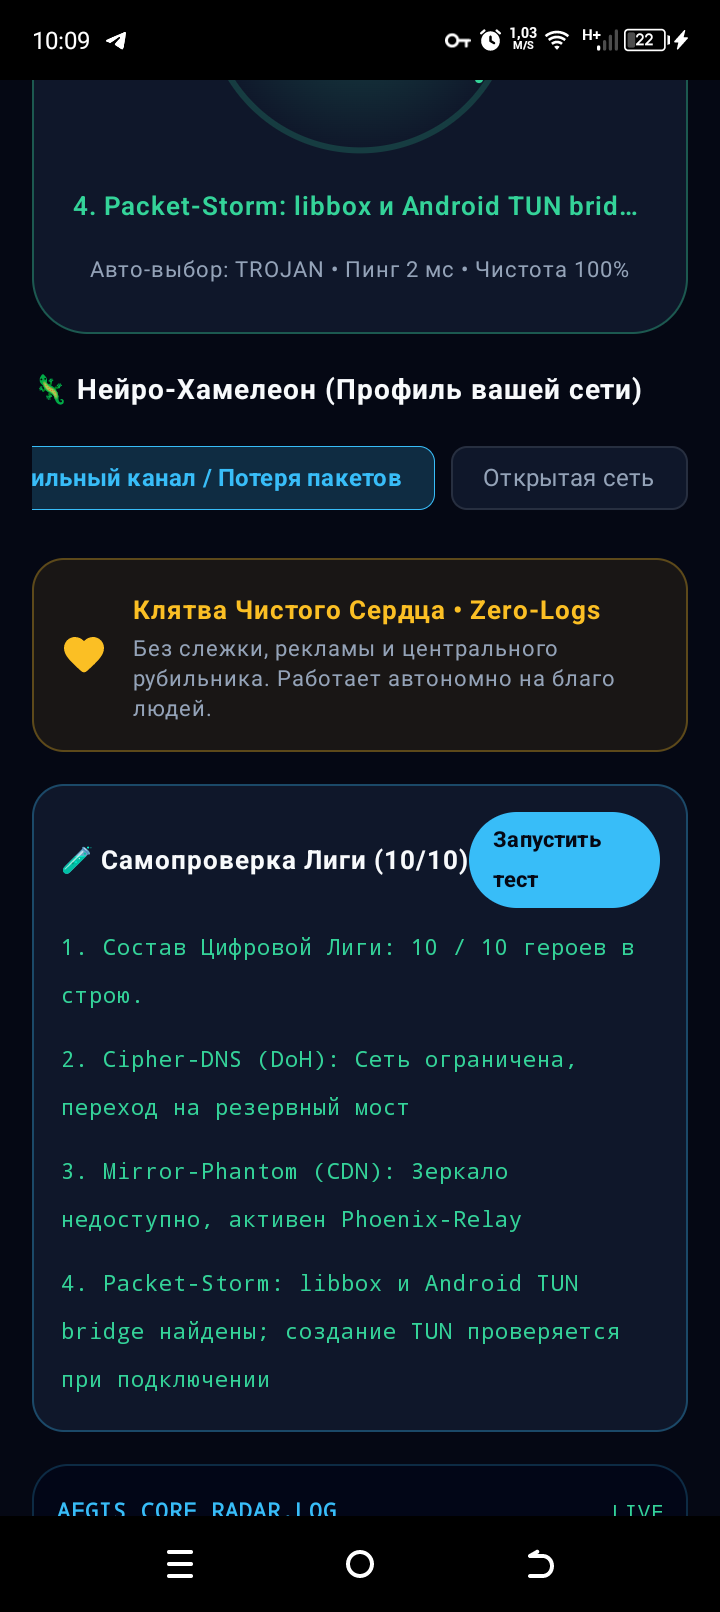 10:09
1,03
M/S
H+
22
4. Packet-Storm: libbox и Android TUN brid…
Авто-выбор: TROJAN • Пинг 2 мс • Чистота 100%
🦎 Нейро-Хамелеон (Профиль вашей сети)
ильный канал / Потеря пакетов
Открытая сеть
Клятва Чистого Сердца • Zero-Logs
Без слежки, рекламы и центрального
рубильника. Работает автономно на благо
людей.
🧪 Самопроверка Лиги (10/10)
Запустить
тест
1. Состав Цифровой Лиги: 10 / 10 героев в
строю.
2. Cipher-DNS (DoH): Сеть ограничена,
переход на резервный мост
3. Mirror-Phantom (CDN): Зеркало
недоступно, активен Phoenix-Relay
4. Packet-Storm: libbox и Android TUN
bridge найдены; создание TUN проверяется
при подключении
AEGIS CORE RADAR.LOG
LIVE